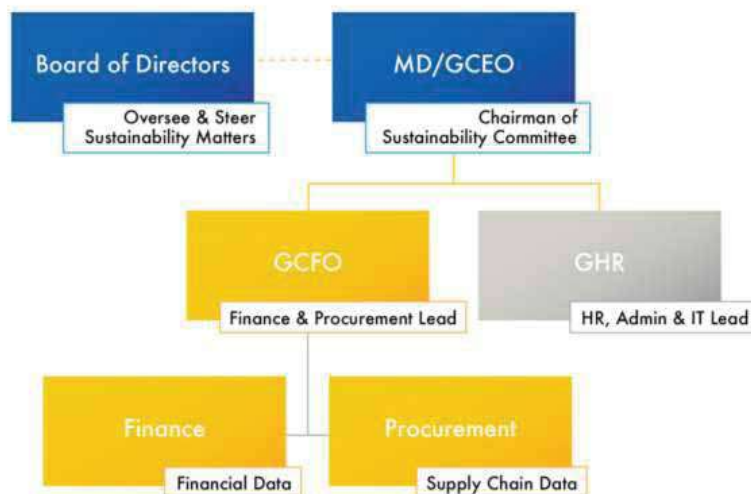 Board of Directors
MD/GCEO
Oversee & Steer
Sustainability Matters
Chairman of
Sustainability Committee
GCFO
GHR
Finance & Procurement Lead
HR, Admin & IT Lead
Finance
Procurement
Financial Data
Supply Chain Data